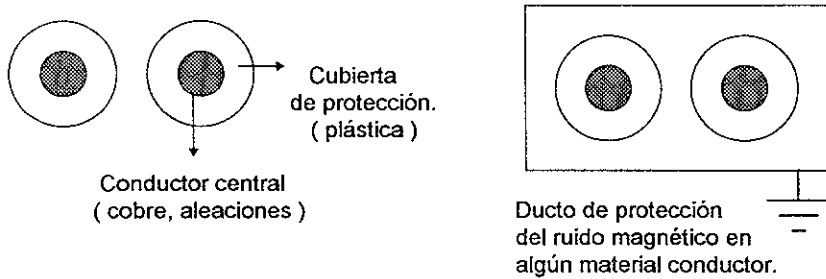 Cubierta
de protección.
( plástica )
Conductor central
( cobre, aleaciones )
Ducto de protección
del ruido magnético en
algún material conductor.